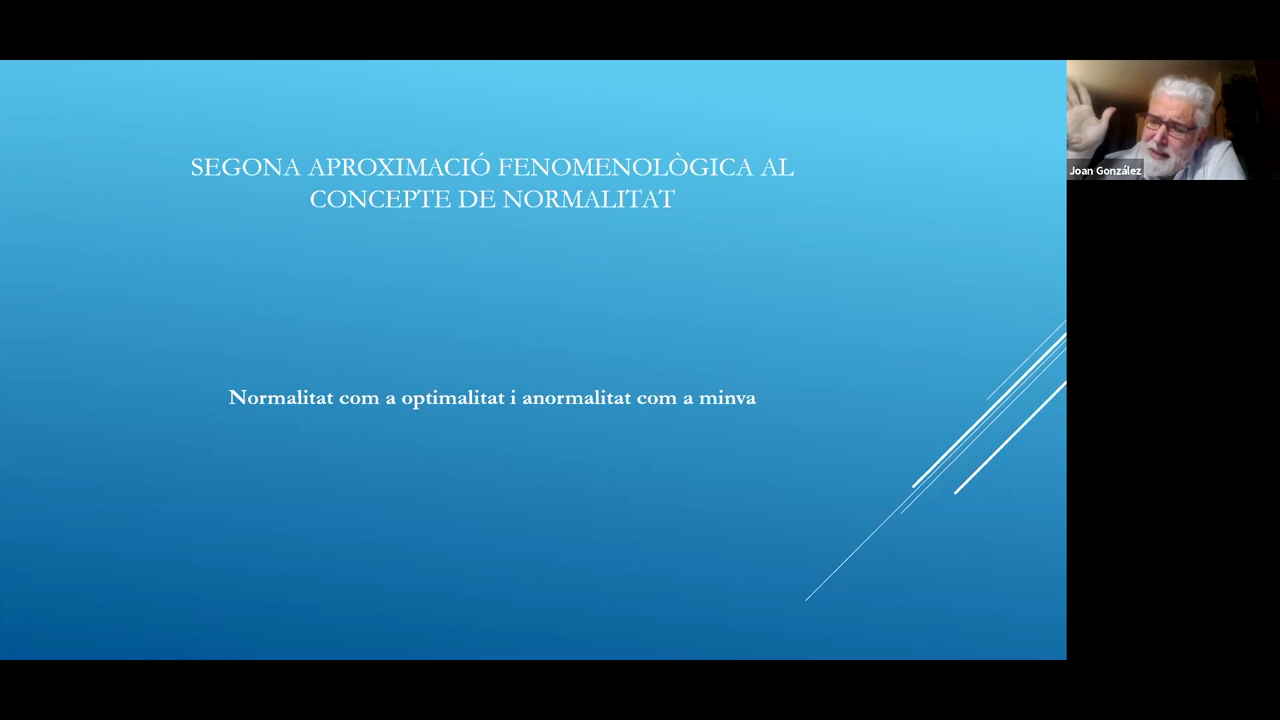 SEGONA APROXIMACIÓ FENOMENOLÒGICA AL
CONCEPTE DE NORMALITAT
Normalitat com a optimalitat i anormalitat com a minva
Joan González